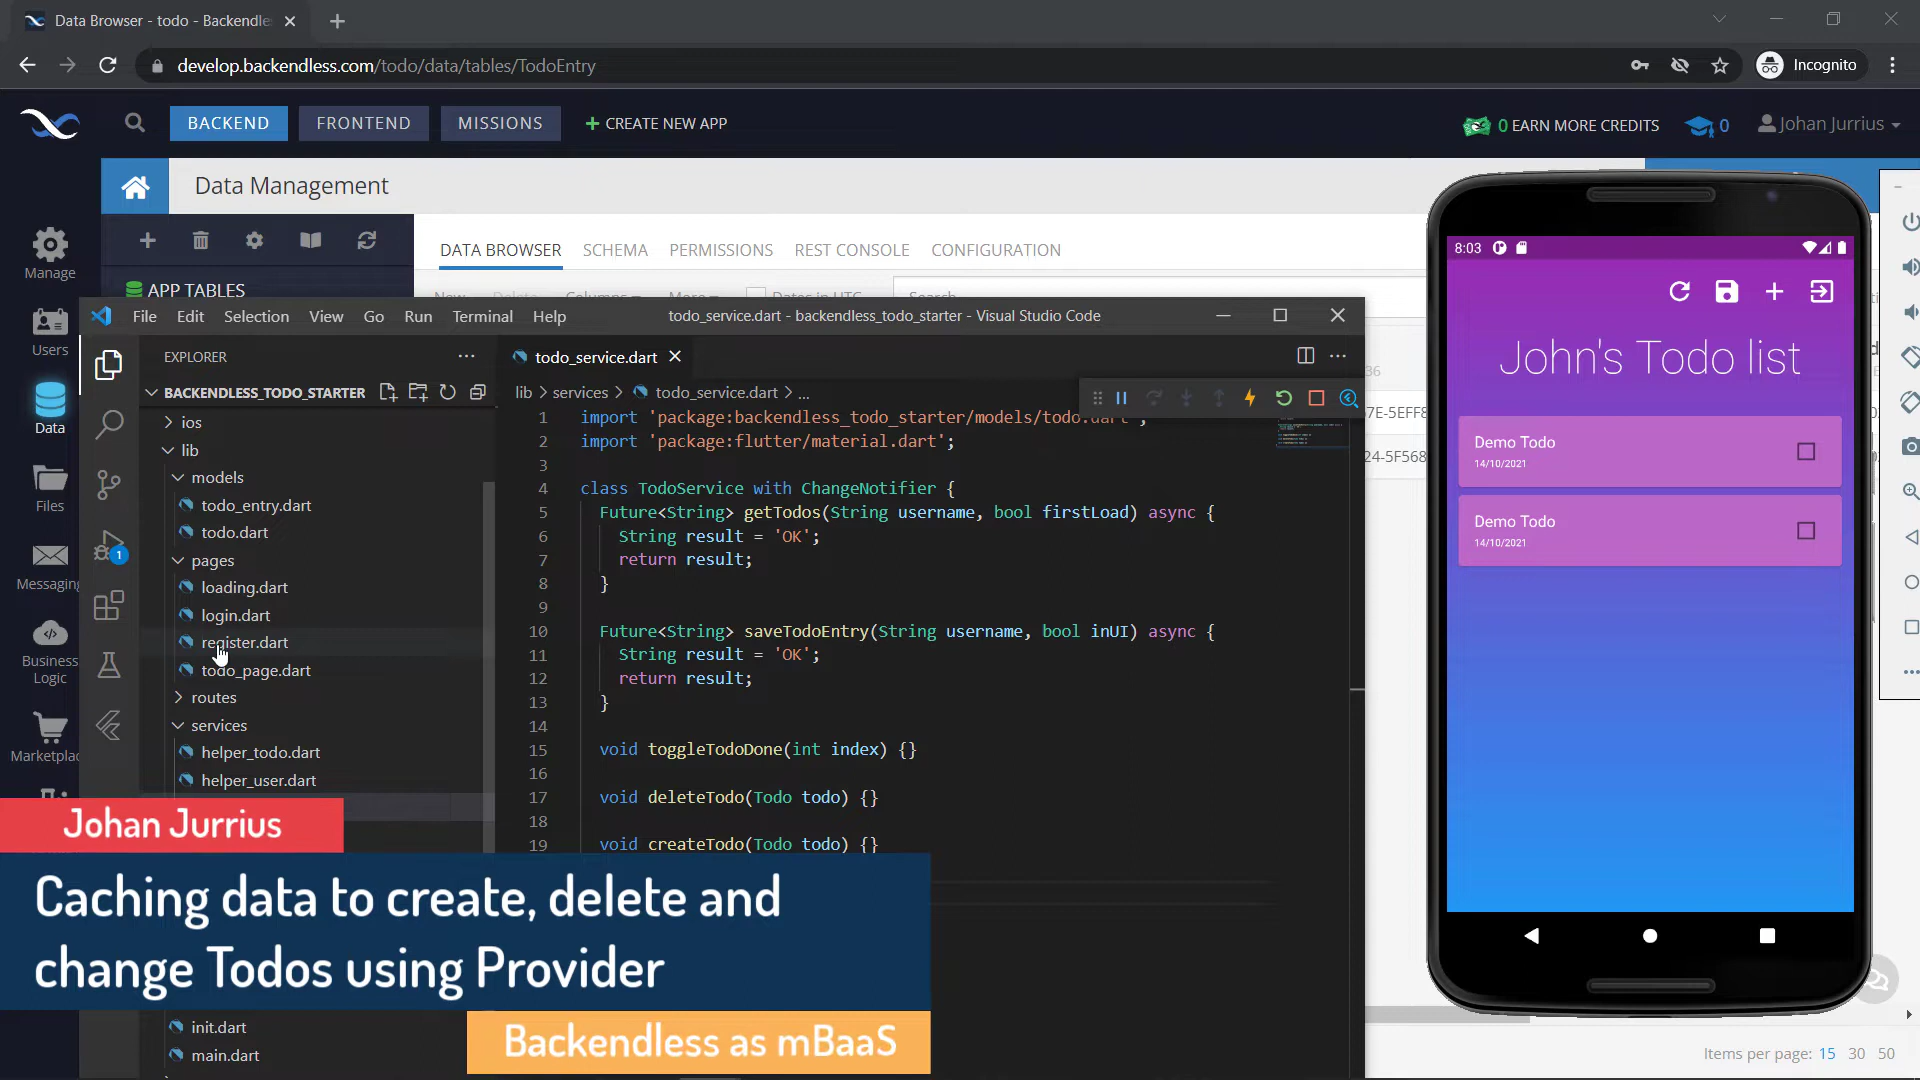 Data Browser - todo - Backendle
develop.backendless.com/todo/data/tables/TodoEntry
Incognito
BACKEND
FRONTEND
MISSIONS
+ CREATE NEW APP
0 EARN MORE CREDITS
0
Johan Jurrius
Data Management
Manage
Users
Data
Files
Messaging
Business
Logic
Marketplac
DATA BROWSER
SCHEMA
PERMISSIONS
REST CONSOLE
CONFIGURATION
APP TABLES
File
Edit
Selection
View
Go
Run
Terminal
Help
todo_service.dart - backendless_todo_starter - Visual Studio Code
EXPLORER
BACKENDLESS_TODO_STARTER
ios
lib
models
todo_entry.dart
todo.dart
pages
loading.dart
login.dart
register.dart
todo_page.dart
routes
services
helper_todo.dart
helper_user.dart
init.dart
main.dart
1
todo_service.dart
lib > services > todo_service.dart > ...
1 import 'package:backendless_todo_starter/models/todo.dart';
2 import 'package:flutter/material.dart';
3
4 class TodoService with ChangeNotifier {
5 Future<String> getTodos(String username, bool firstLoad) async {
6 String result = 'OK';
7 return result;
8 }
9
10 Future<String> saveTodoEntry(String username, bool inUI) async {
11 String result = 'OK';
12 return result;
13 }
14
15 void toggleTodoDone(int index) {}
16
17 void deleteTodo(Todo todo) {}
18
19 void createTodo(Todo todo) {}
7E-5EFF8
24-5F568
8:03
John's Todo list
Demo Todo
14/10/2021
Demo Todo
14/10/2021
Items per page: 15 30 50
Johan Jurrius
Caching data to create, delete and
change Todos using Provider
Backendless as mBaaS